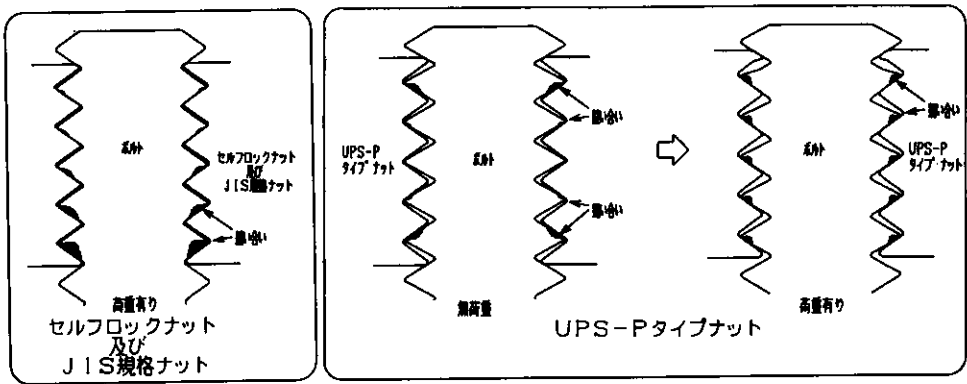 ボルト
セルフロックナット
及び
JIS規格ナット
噛い合い
荷重有り
セルフロックナット
及び
JIS規格ナット
UPS-P
タイプナット
ボルト
噛い合い
噛い合い
無荷重
ボルト
噛い合い
UPS-P
タイプナット
荷重有り
UPS-Pタイプナット